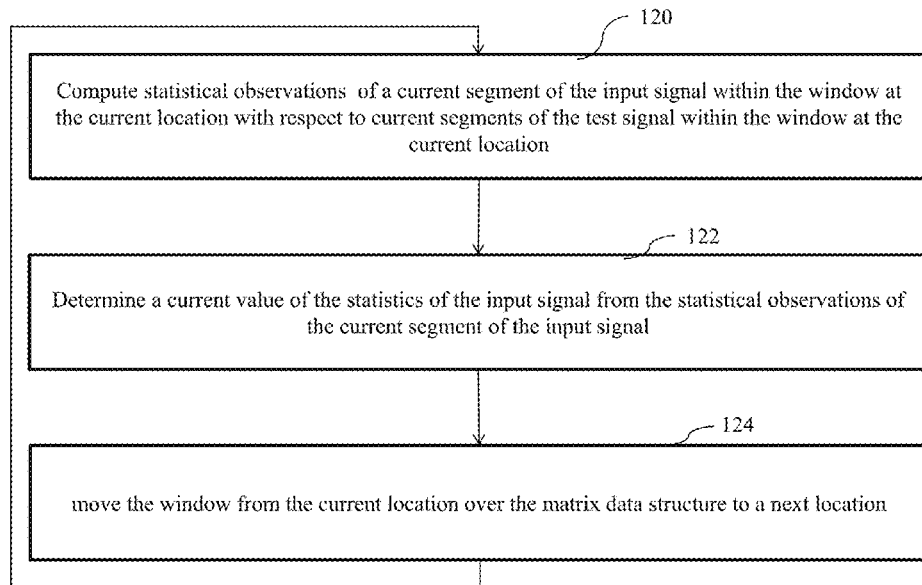 120
Compute statistical observations of a current segment of the input signal within the window at
the current location with respect to current segments of the test signal within the window at the
current location
122
Determine a current value of the statistics of the input signal from the statistical observations of
the current segment of the input signal
124
move the window from the current location over the matrix data structure to a next location